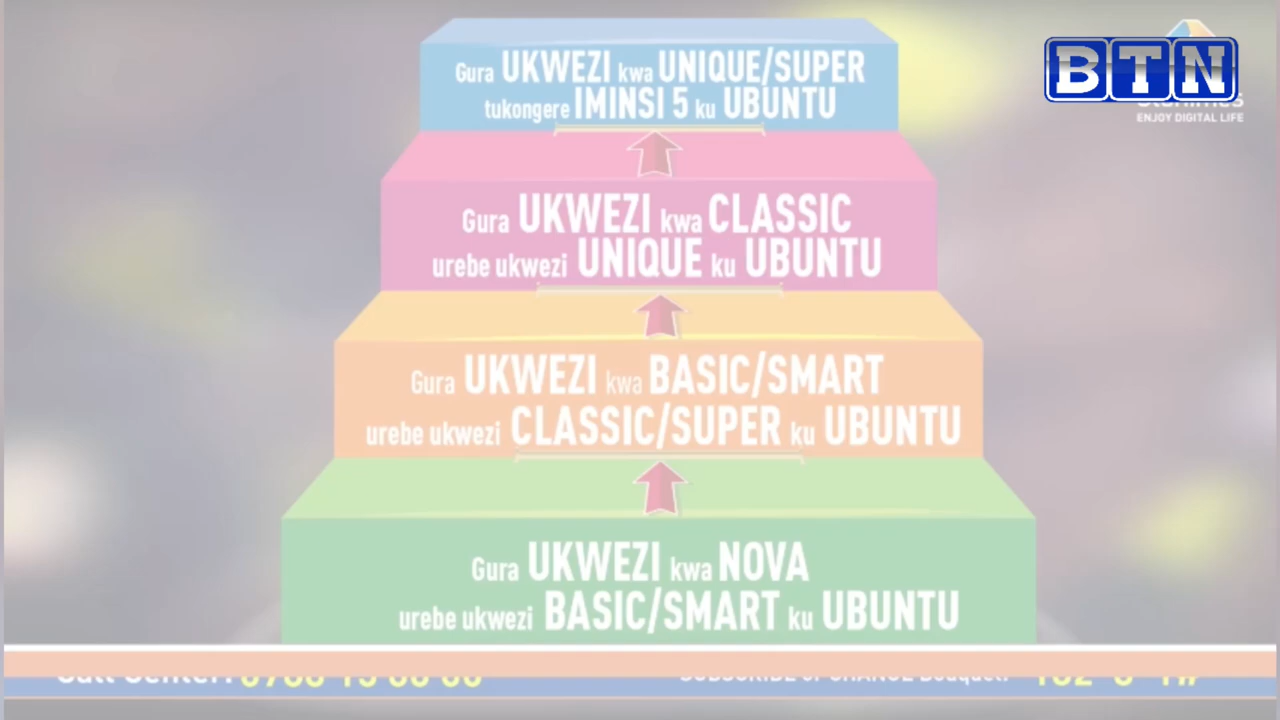 Gura UKWEZI kwa UNIQUE/SUPER
tukongere IMINSI 5 ku UBUNTU
BTN
ENJOY DIGITAL LIFE
Gura UKWEZI kwa CLASSIC
urebe ukwezi UNIQUE ku UBUNTU
Gura UKWEZI kwa BASIC/SMART
urebe ukwezi CLASSIC/SUPER ku UBUNTU
Gura UKWEZI kwa NOVA
urebe ukwezi BASIC/SMART ku UBUNTU